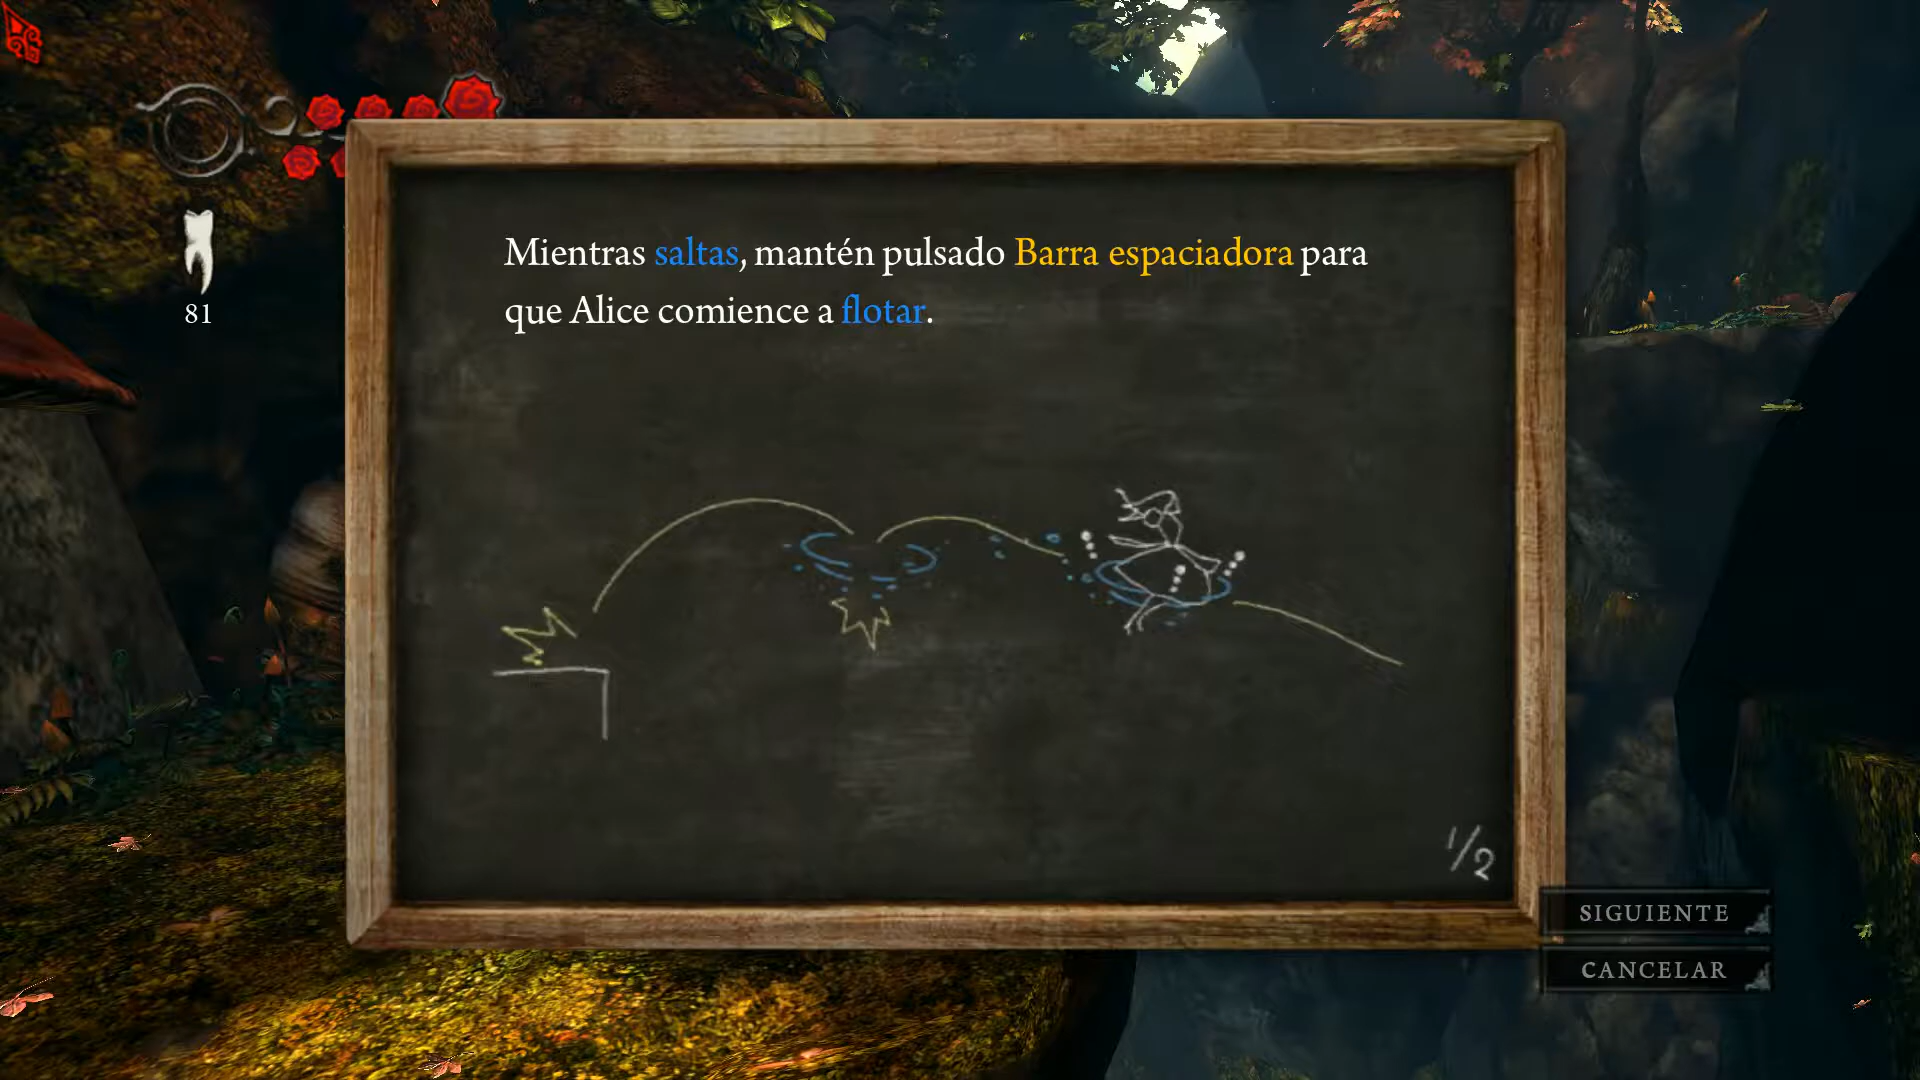 81
Mientras saltas, mantén pulsado Barra espaciadora para
que Alice comience a flotar.
1/2
SIGUIENTE
CANCELAR